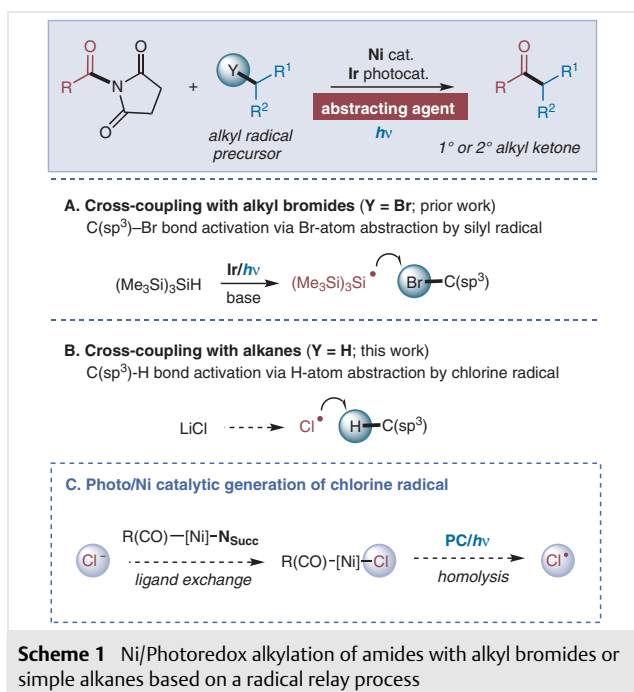 O
R
N
O
O
+
Y
R¹
R²
alkyl radical
precursor
Ni cat.
Ir photocat.
abstracting agent
hν
O
R
R¹
R²
1° or 2° alkyl ketone
A. Cross-coupling with alkyl bromides (Y = Br; prior work)
C(sp³)–Br bond activation via Br-atom abstraction by silyl radical
(Me₃Si)₃SiH
Ir/hν
base
(Me₃Si)₃Si•
Br
C(sp³)
B. Cross-coupling with alkanes (Y = H; this work)
C(sp³)-H bond activation via H-atom abstraction by chlorine radical
LiCl
Cl•
H
C(sp³)
C. Photo/Ni catalytic generation of chlorine radical
Cl⁻
R(CO)—[Ni]–N_Succ
ligand exchange
R(CO)-[Ni]
Cl
PC/hν
homolysis
Cl•
Scheme 1 Ni/Photoredox alkylation of amides with alkyl bromides or
simple alkanes based on a radical relay process